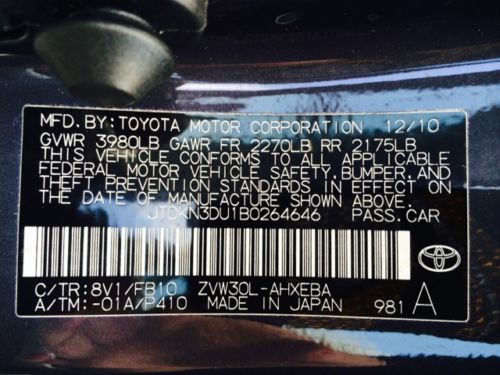 MFD.BY:TOYOTA MOTOR CORPORATION 12/10
GVWR 3980LB GAWR FR 2270LB RR 2175LB
THIS VEHICLE CONFORMS TO ALL APPLICABLE
FEDERAL MOTOR VEHICLE SAFETY,BUMPER,AND
THEFT PREVENTION STANDARDS IN EFFECT ON
THE DATE OF MANUFACTURE SHOWN ABOVE.
JTDKN3DU1B0264646 PASS.CAR
C/TR:8V1/FB10 ZVW30L-AHXEBA
A/TM:-01A/P410 MADE IN JAPAN 981 A